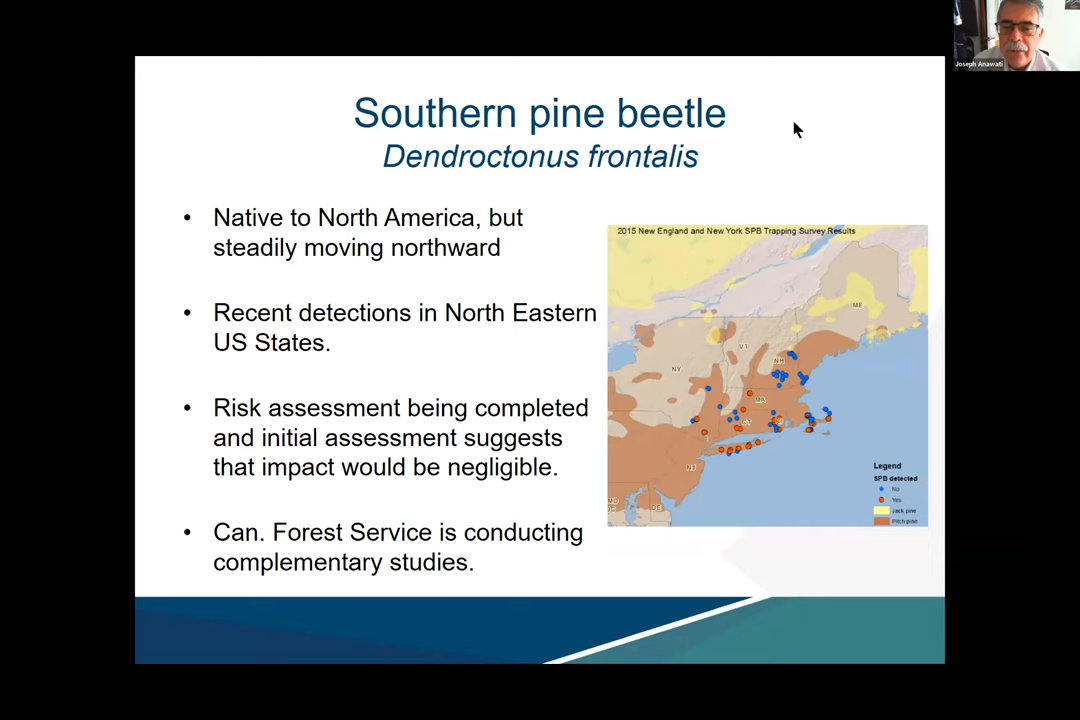 Joseph Anawati
Southern pine beetle
Dendroctonus frontalis
• Native to North America, but
steadily moving northward
• Recent detections in North Eastern
US States.
• Risk assessment being completed
and initial assessment suggests
that impact would be negligible.
• Can. Forest Service is conducting
complementary studies.
2015 New England and New York SPB Trapping Survey Results
ME
VT
NH
NY
MA
CT
NJ
MD
DE
Legend
SPB detected
No
Yes
Jack pine
Pitch pine